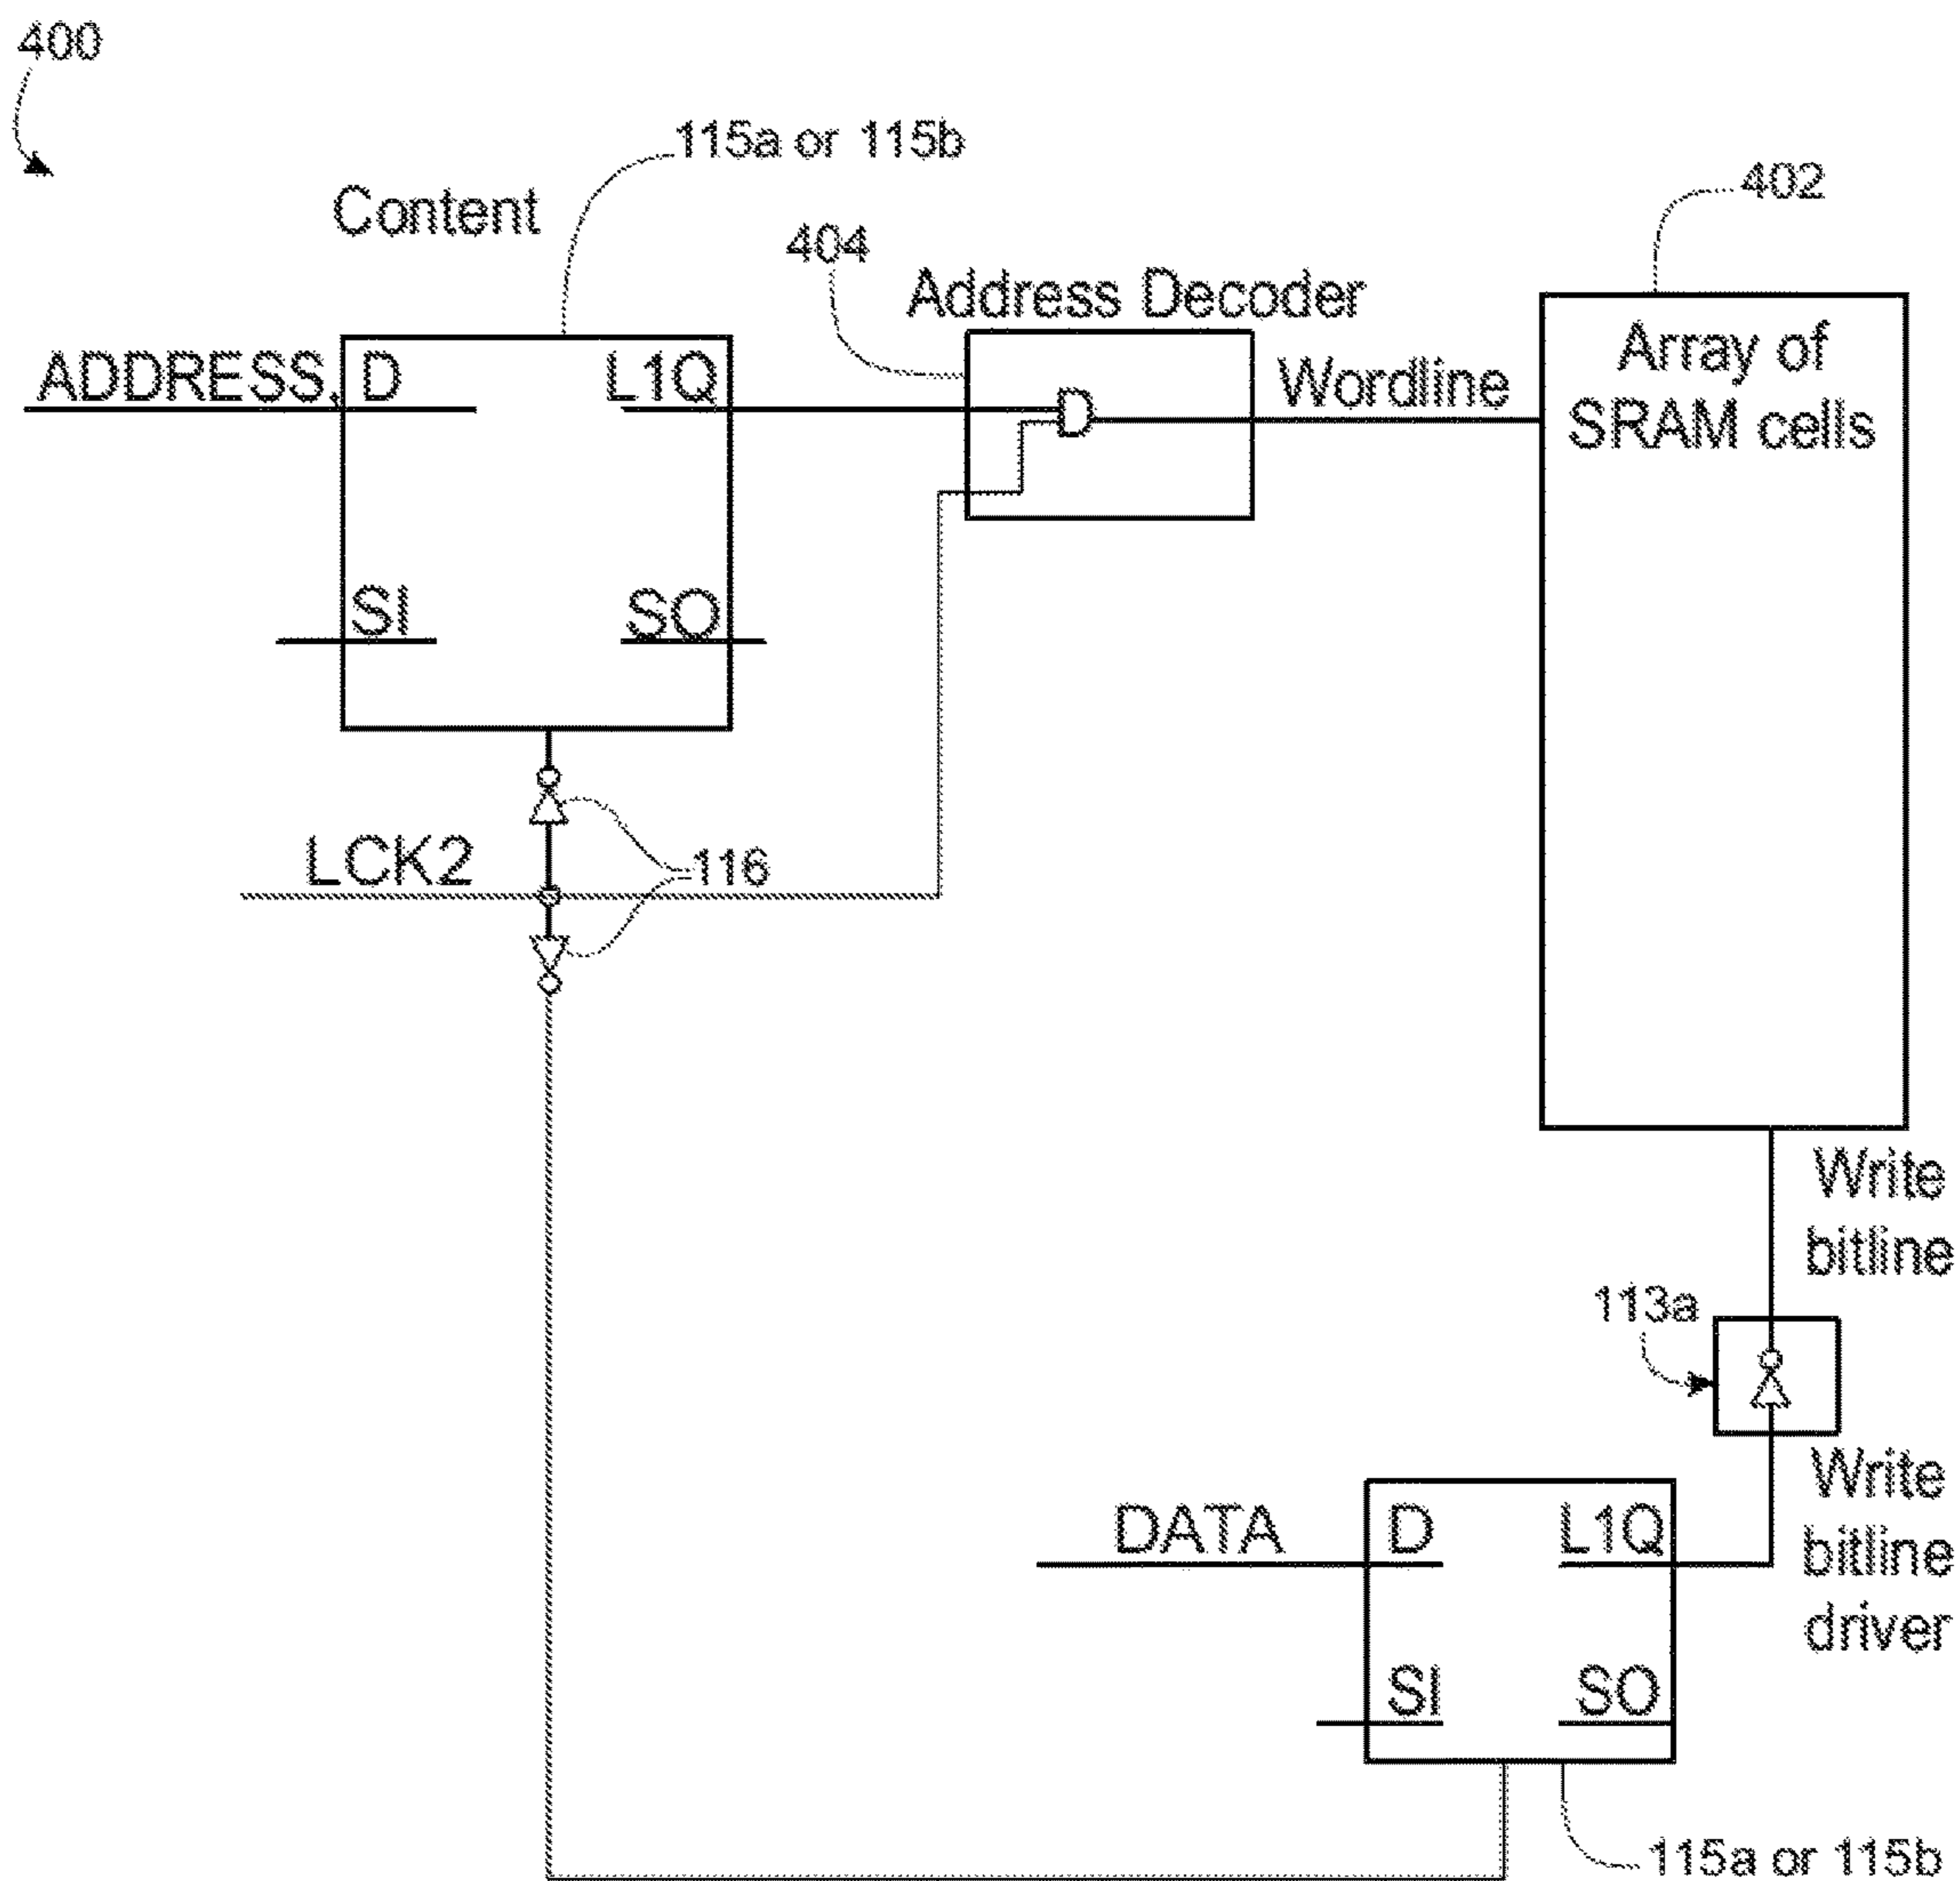 400
115a or 115b
Content
402
404
Address Decoder
Array of
SRAM cells
ADDRESS
D
L1Q
Wordline
SI
SO
LCK2
116
Write
bitline
113a
Write
bitline
driver
DATA
D
L1Q
SI
SO
115a or 115b